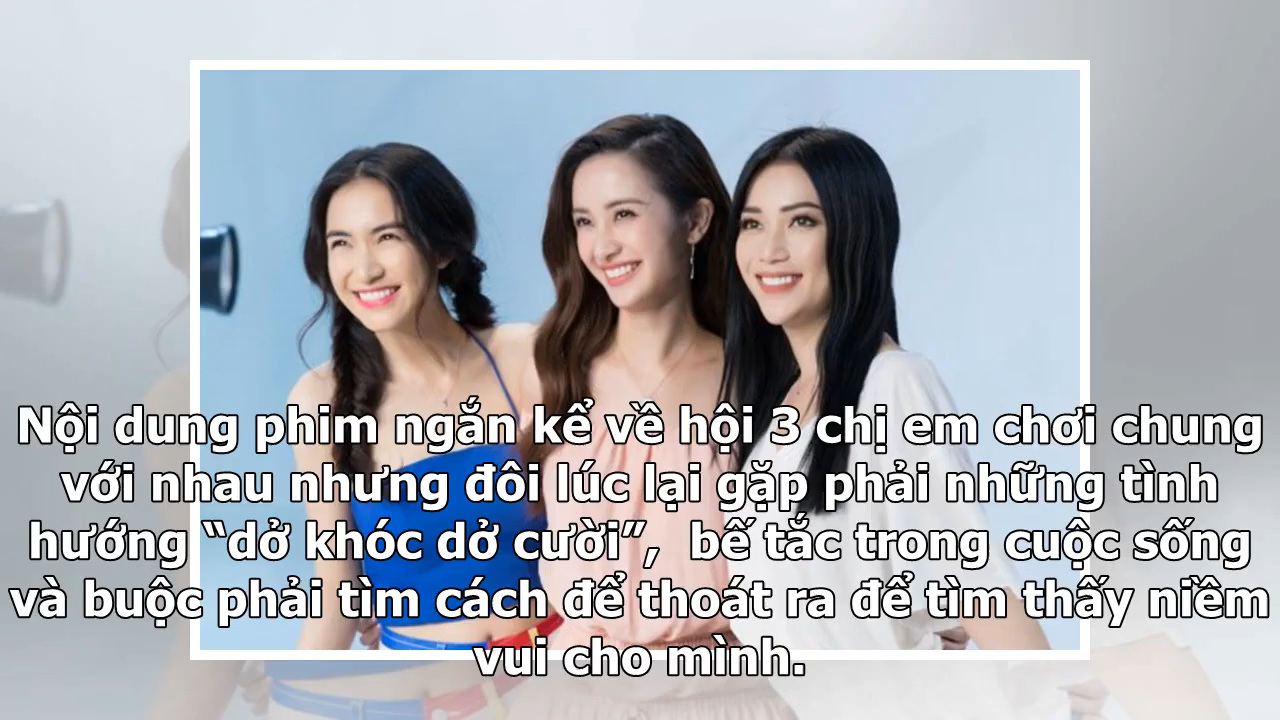 Nội dung phim ngắn kể về hội 3 chị em chơi chung
với nhau nhưng đôi lúc lại gặp phải những tình
hướng “dở khóc dở cười”,  bế tắc trong cuộc sống
và buộc phải tìm cách để thoát ra để tìm thấy niềm
vui cho mình.